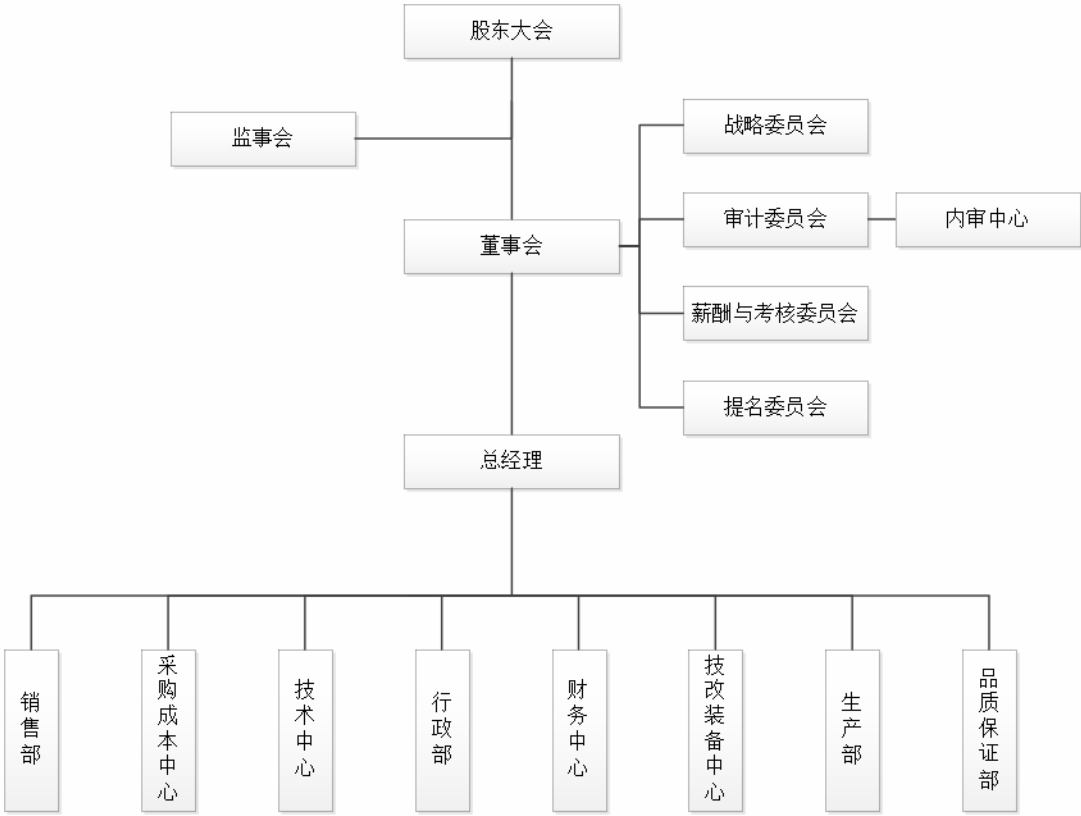 股东大会
监事会
战略委员会
审计委员会
内审中心
董事会
薪酬与考核委员会
提名委员会
总经理
销售部
采购成本中心
技术中心
行政部
财务中心
技改装备中心
生产部
品质保证部